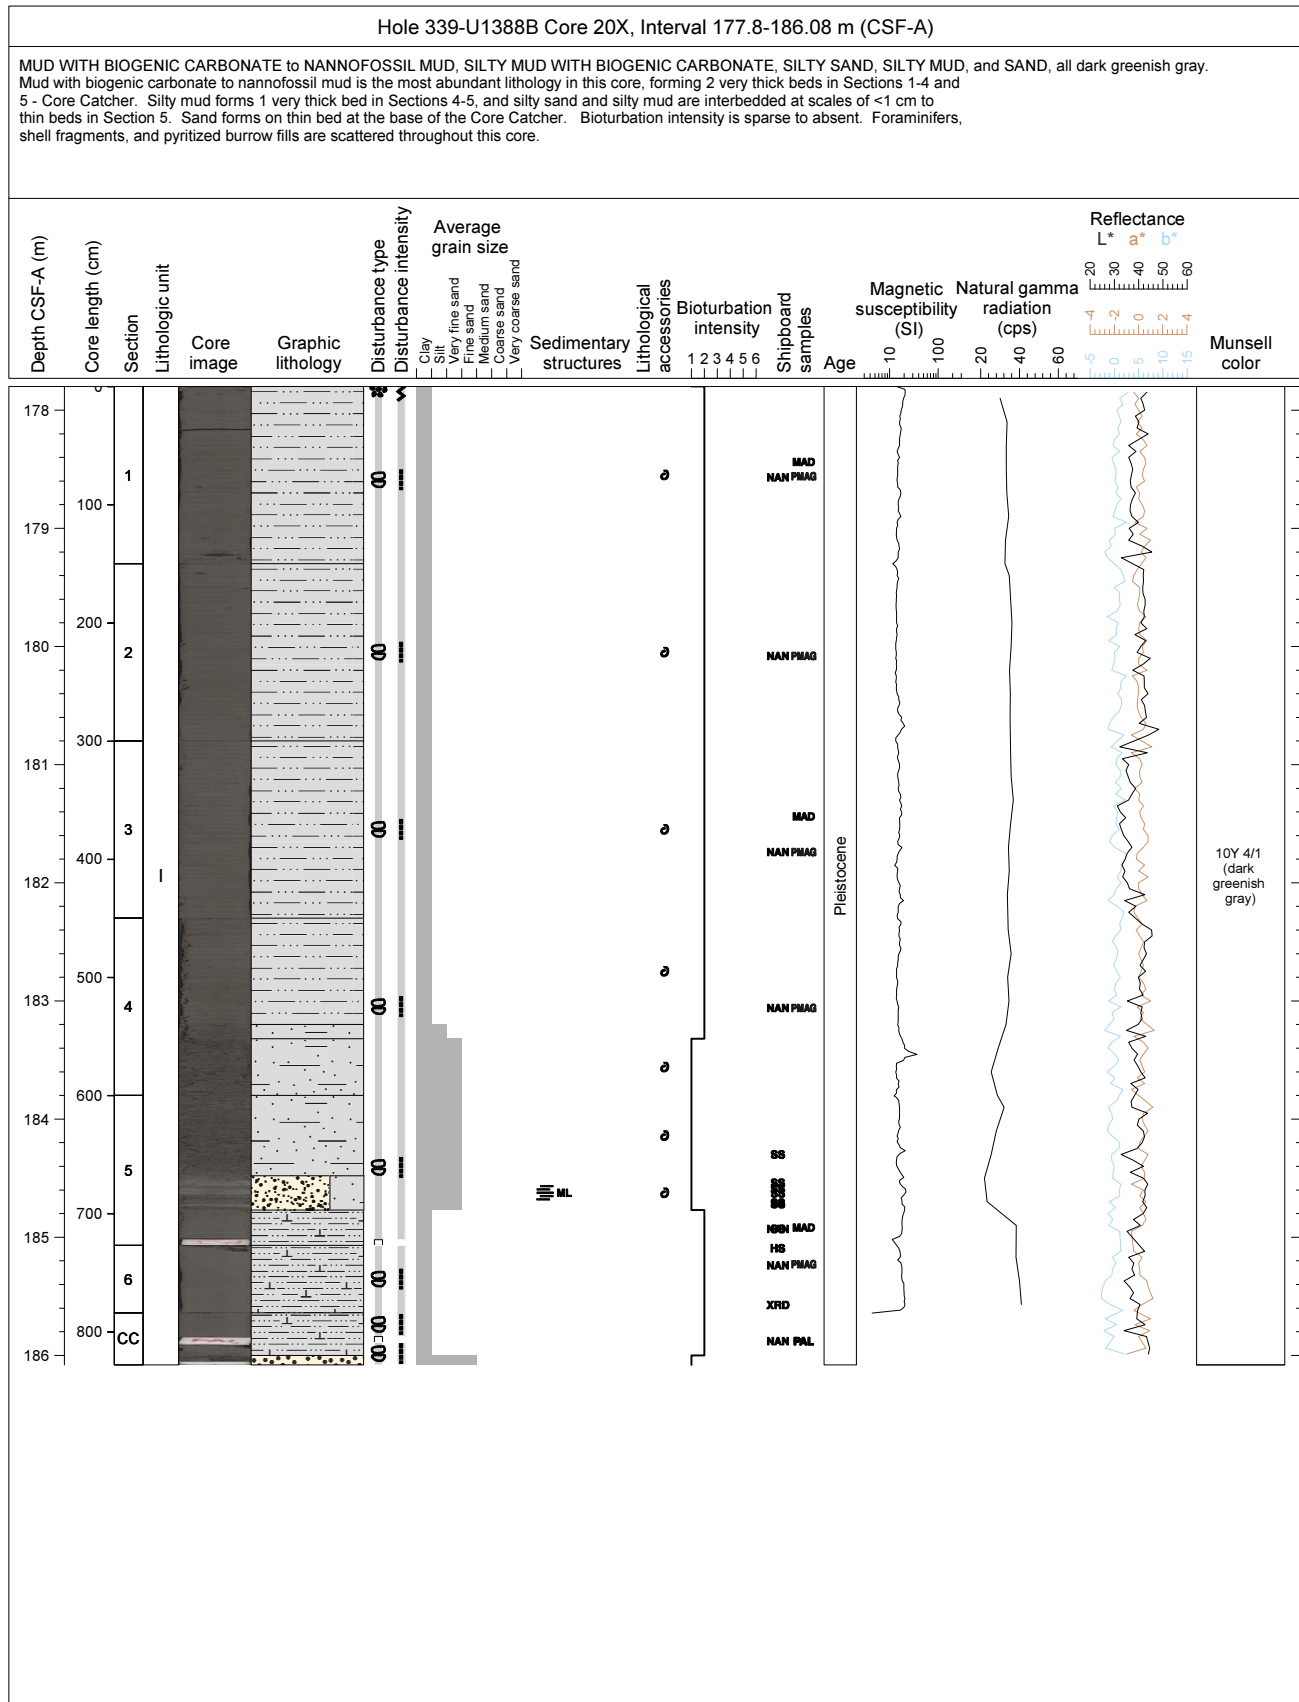 Hole 339-U1388B Core 20X, Interval 177.8-186.08 m (CSF-A)
MUD WITH BIOGENIC CARBONATE to NANNOFOSSIL MUD, SILTY MUD WITH BIOGENIC CARBONATE, SILTY SAND, SILTY MUD, and SAND, all dark greenish gray.
Mud with biogenic carbonate to nannofossil mud is the most abundant lithology in this core, forming 2 very thick beds in Sections 1-4 and
5 - Core Catcher. Silty mud forms 1 very thick bed in Sections 4-5, and silty sand and silty mud are interbedded at scales of <1 cm to
thin beds in Section 5. Sand forms on thin bed at the base of the Core Catcher. Bioturbation intensity is sparse to absent. Foraminifers,
shell fragments, and pyritized burrow fills are scattered throughout this core.
Depth CSF-A (m)
Core length (cm)
Section
Lithologic unit
Core
image
Graphic
lithology
Disturbance type
Disturbance intensity
Average
grain size
Clay
Silt
Very fine sand
Fine sand
Medium sand
Coarse sand
Very coarse sand
Sedimentary
structures
Lithological
accessories
Bioturbation
intensity
1 2 3 4 5 6
Shipboard
samples
Age
Magnetic
susceptibility
(SI)
10 100
Natural gamma
radiation
(cps)
20 40 60
Reflectance
L* a* b*
20 30 40 50 60
-4 -2 0 2 4
-5 0 5 10 15
Munsell
color
0
178
MAD
1
NAN PMAG
100
179
200
180
2
NAN PMAG
300
181
MAD
3
NAN PMAG
400
182
I
Pleistocene
10Y 4/1
(dark
greenish
gray)
500
183
4
NAN PMAG
600
184
SS
5
SS
SS
SS
ML
700
185
MAD
HS
NAN PMAG
6
XRD
800
CC
NAN PAL
186